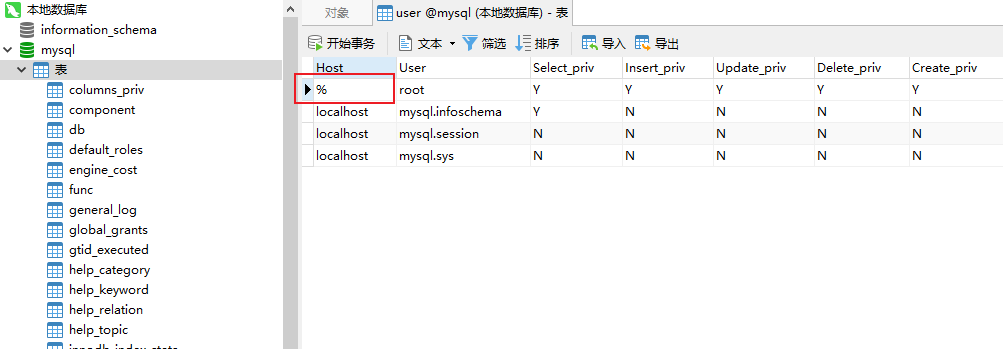 本地数据库
information_schema
mysql
表
columns_priv
component
db
default_roles
engine_cost
func
general_log
global_grants
gtid_executed
help_category
help_keyword
help_relation
help_topic
innodb_index_stats
对象 user @mysql (本地数据库) - 表
开始事务 文本 筛选 排序 导入 导出
Host User Select_priv Insert_priv Update_priv Delete_priv Create_priv
% root Y Y Y Y Y
localhost mysql.infoschema Y N N N N
localhost mysql.session N N N N N
localhost mysql.sys N N N N N